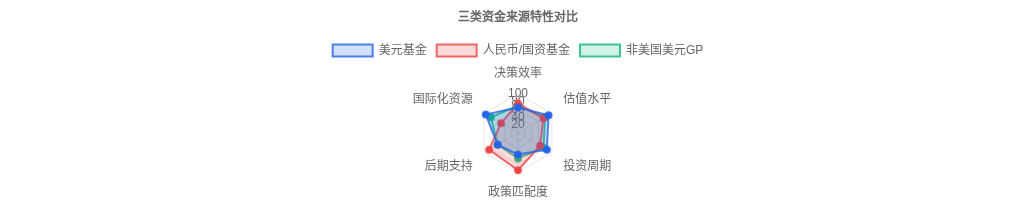 三类资金来源特性对比
美元基金 人民币/国资基金 非美国美元GP
决策效率
国际化资源 估值水平
100
80
40
20
后期支持 投资周期
政策匹配度